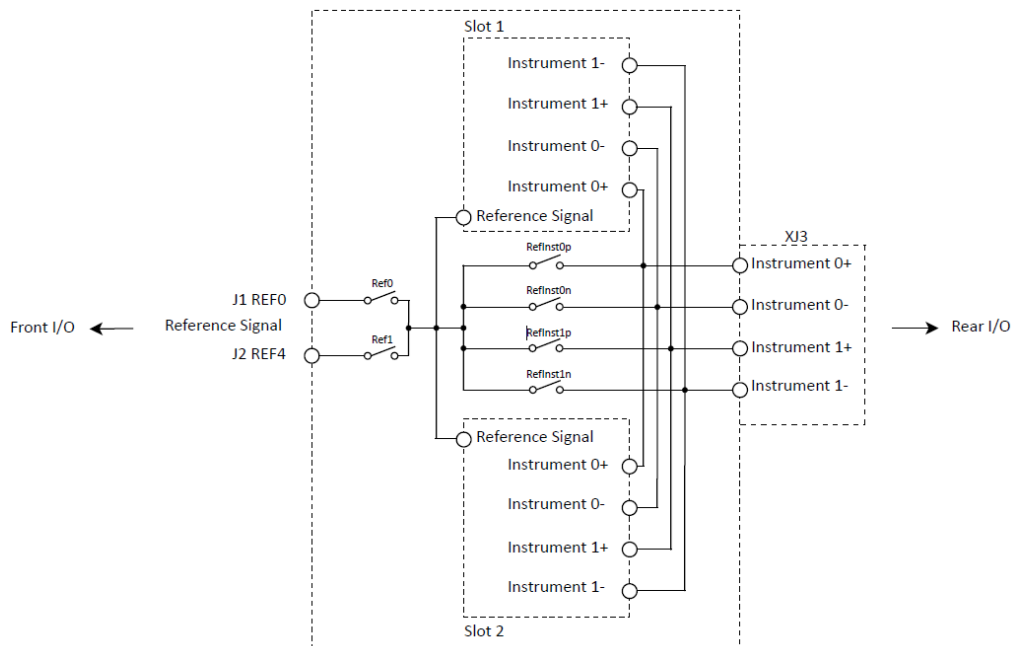 Slot 1
Instrument 1-
Instrument 1+
Instrument 0-
Instrument 0+
Reference Signal
RefInst0p
XJ3
Instrument 0+
Ref0
RefInst0n
J1 REF0
Instrument 0-
Front I/O
Reference Signal
Rear I/O
RefInst1p
Ref1
J2 REF4
Instrument 1+
RefInst1n
Instrument 1-
Reference Signal
Instrument 0+
Instrument 0-
Instrument 1+
Instrument 1-
Slot 2